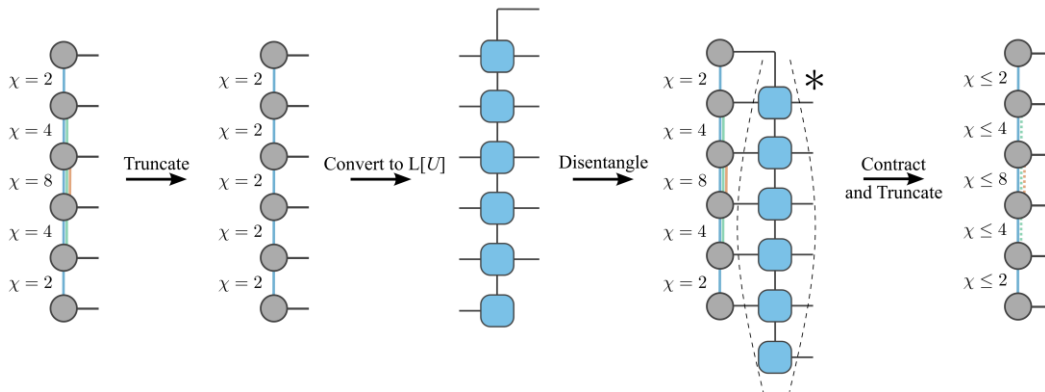 χ = 2
χ = 4
χ = 8
χ = 4
χ = 2
Truncate
χ = 2
χ = 2
χ = 2
χ = 2
χ = 2
Convert to L[U]
Disentangle
χ = 2
χ = 4
χ = 8
χ = 4
χ = 2
*
Contract
and Truncate
χ ≤ 2
χ ≤ 4
χ ≤ 8
χ ≤ 4
χ ≤ 2